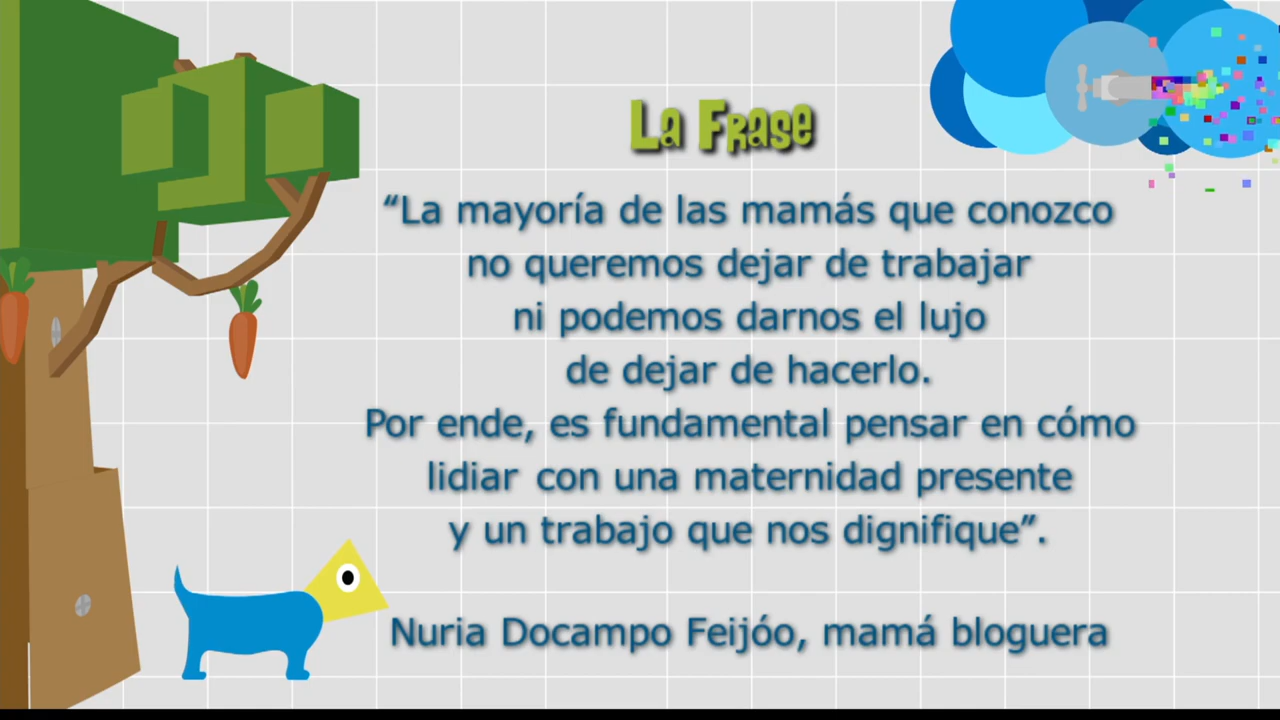 La Frase
“La mayoría de las mamás que conozco
no queremos dejar de trabajar
ni podemos darnos el lujo
de dejar de hacerlo.
Por ende, es fundamental pensar en cómo
lidiar con una maternidad presente
y un trabajo que nos dignifique”.
Nuria Docampo Feijóo, mamá bloguera